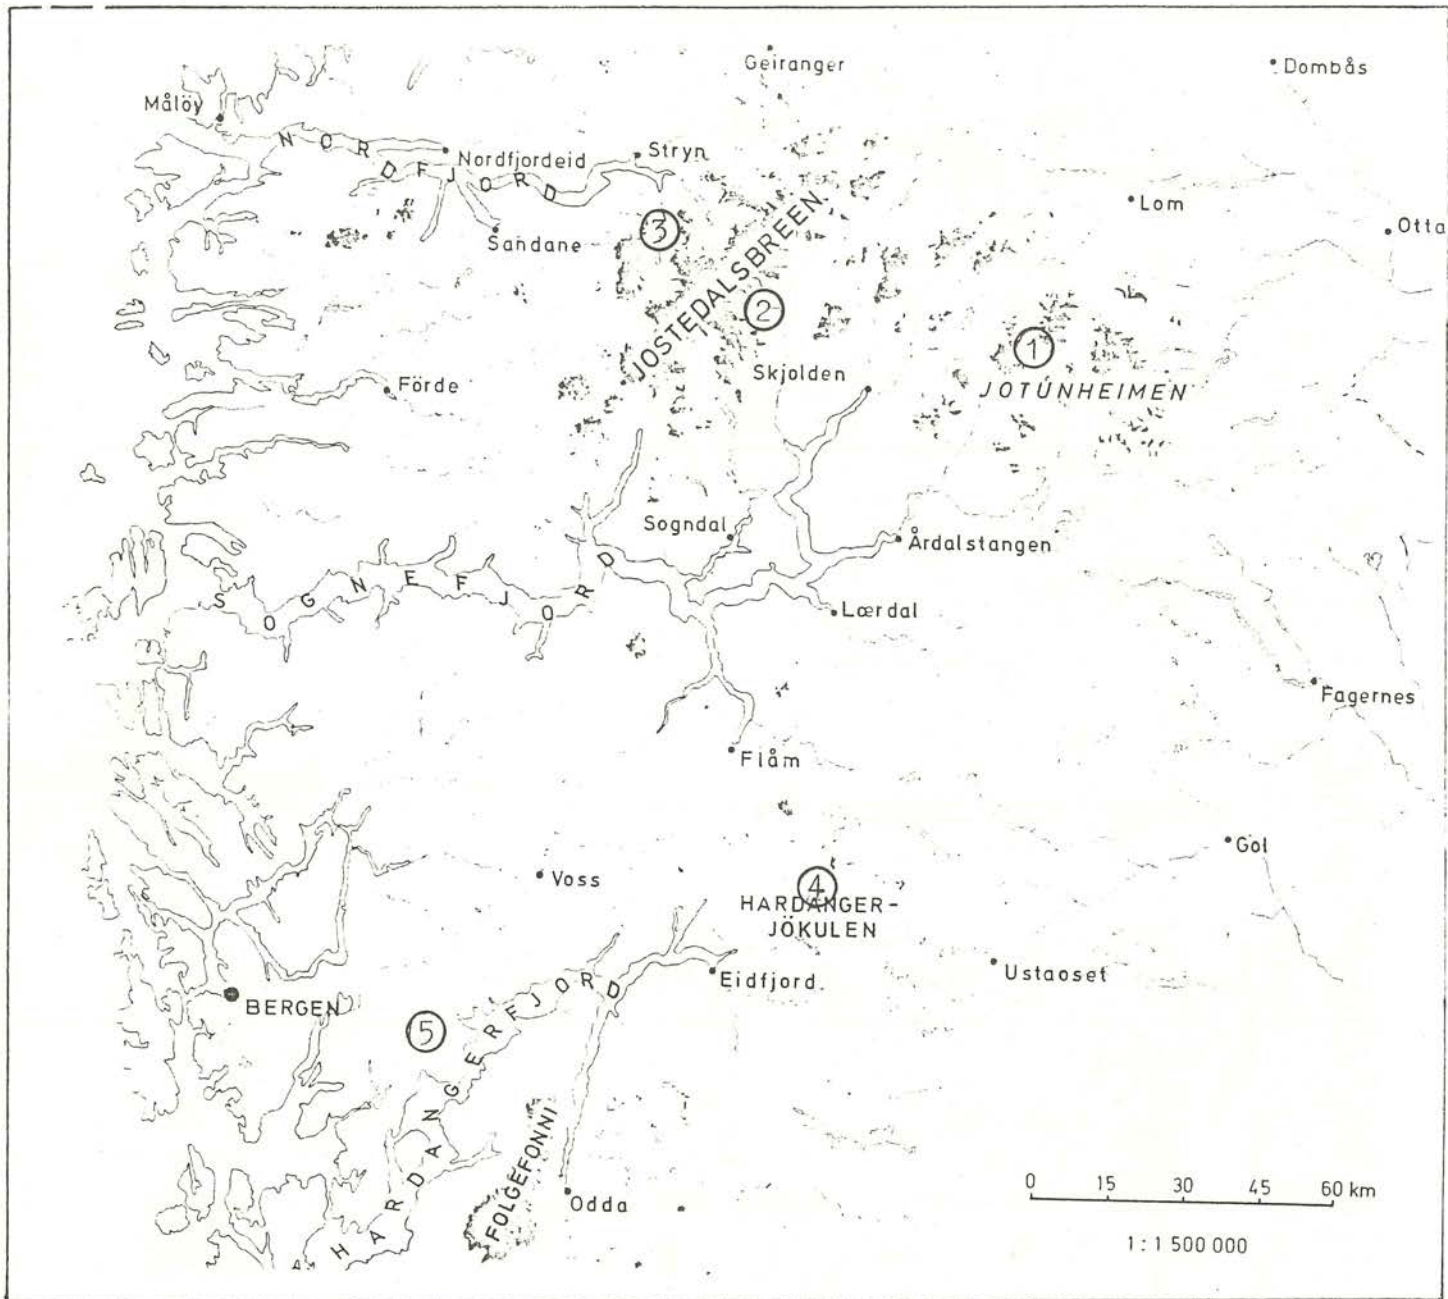 Geiranger
Dombås
Målöy
NORDFJORD
Nordfjordeid
Stryn
Lom
Otta
Sandane
3
JOSTEDALSBREEN
2
1
Förde
Skjolden
JOTUNHEIMEN
Sogndal
Årdalstangen
SOGNEFJORD
Lærdal
Fagernes
Flåm
Gol
Voss
4
HARDANGER-
JÖKULEN
Eidfjord
Ustaoset
BERGEN
5
HARDANGERFJORD
FOLGEFONNI
Odda
0 15 30 45 60 km
1:1 500 000